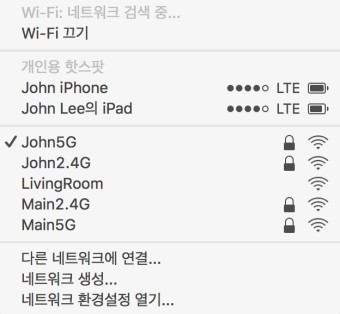 Wi-Fi: 네트워크 검색 중...
Wi-Fi 끄기
개인용 핫스팟
John iPhone LTE
John Lee의 iPad LTE
John5G
John2.4G
LivingRoom
Main2.4G
Main5G
다른 네트워크에 연결...
네트워크 생성...
네트워크 환경설정 열기...